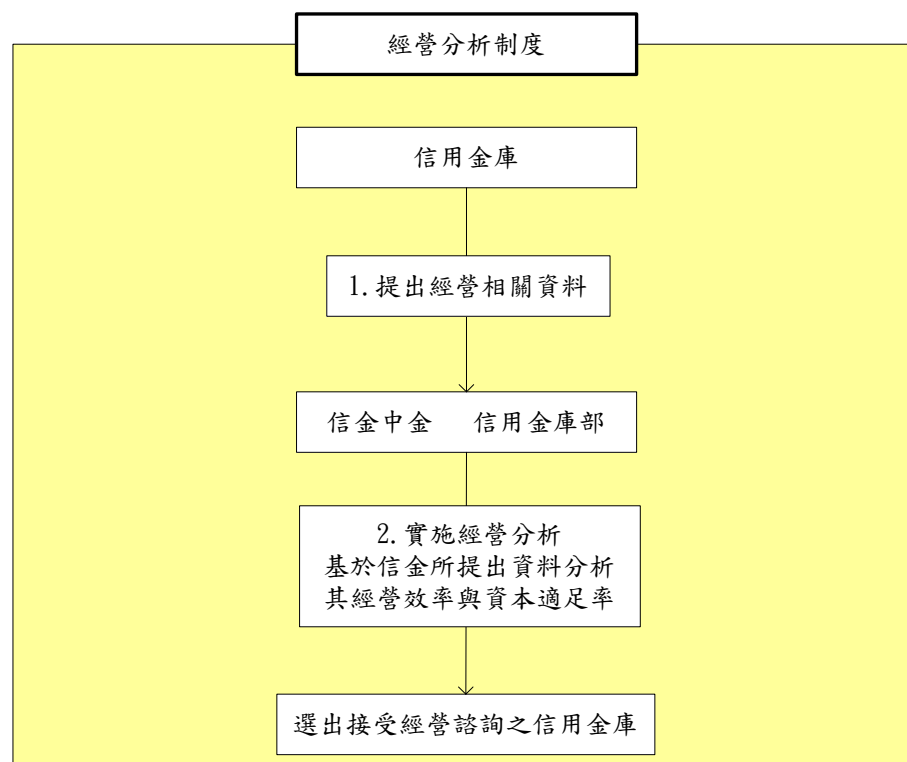 經營分析制度
信用金庫
1.提出經營相關資料
信金中金 信用金庫部
2.實施經營分析
基於信金所提出資料分析
其經營效率與資本適足率
選出接受經營諮詢之信用金庫